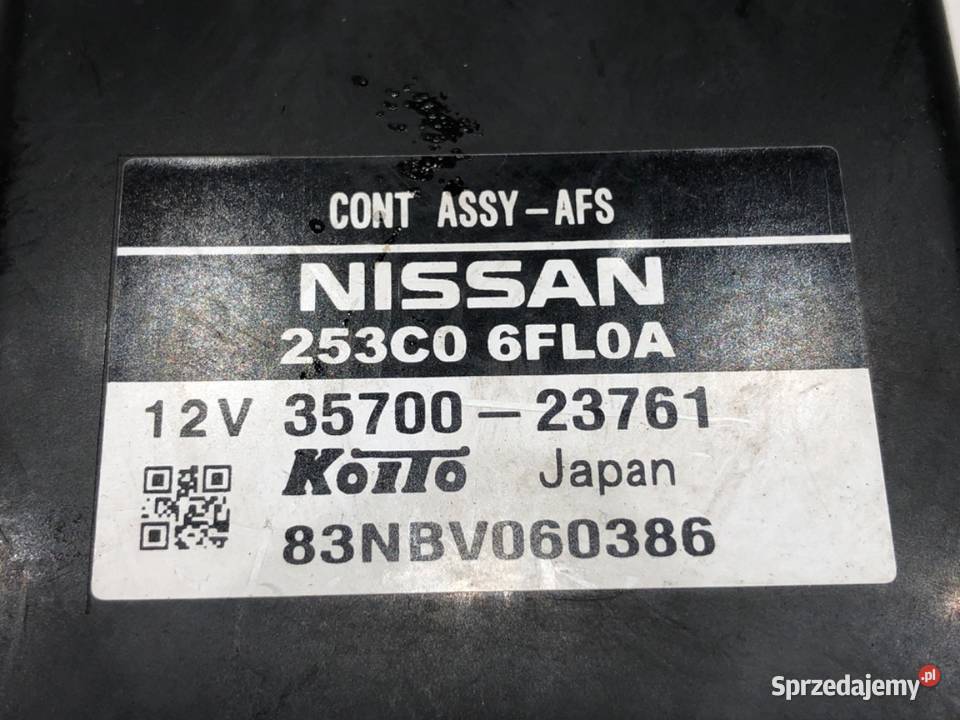 CONT ASSY-AFS
NISSAN
253C0 6FL0A
12V 35700-23761
KOITO Japan
83NBV060386
Sprzedajemy.pl